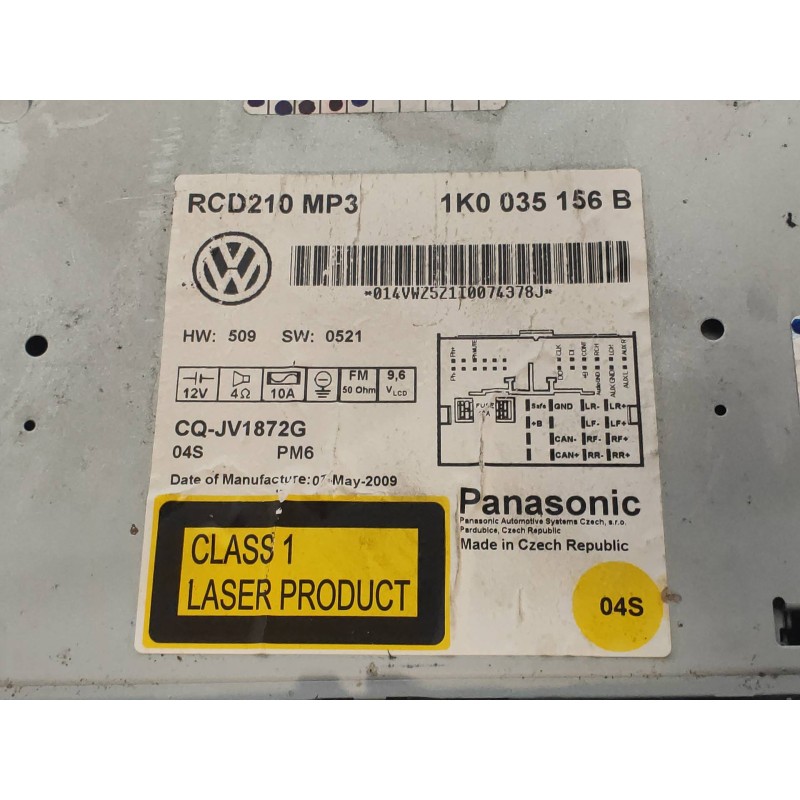 RCD210 MP3 1K0 035 156 B
*014VWZ5Z1I0074378J*
HW: 509 SW: 0521
12V 4Ω 10A FM 50 Ohm 9,6 VLCD
CQ-JV1872G
04S PM6
Safe GND LR- LR+
+B LF- LF+
CAN- RF- RF+
CAN+ RR- RR+
Date of Manufacture: May-2009
Panasonic
Panasonic Automotive Systems Czech, s.r.o.
Pardubice, Czech Republic
Made in Czech Republic
CLASS 1
LASER PRODUCT
04S